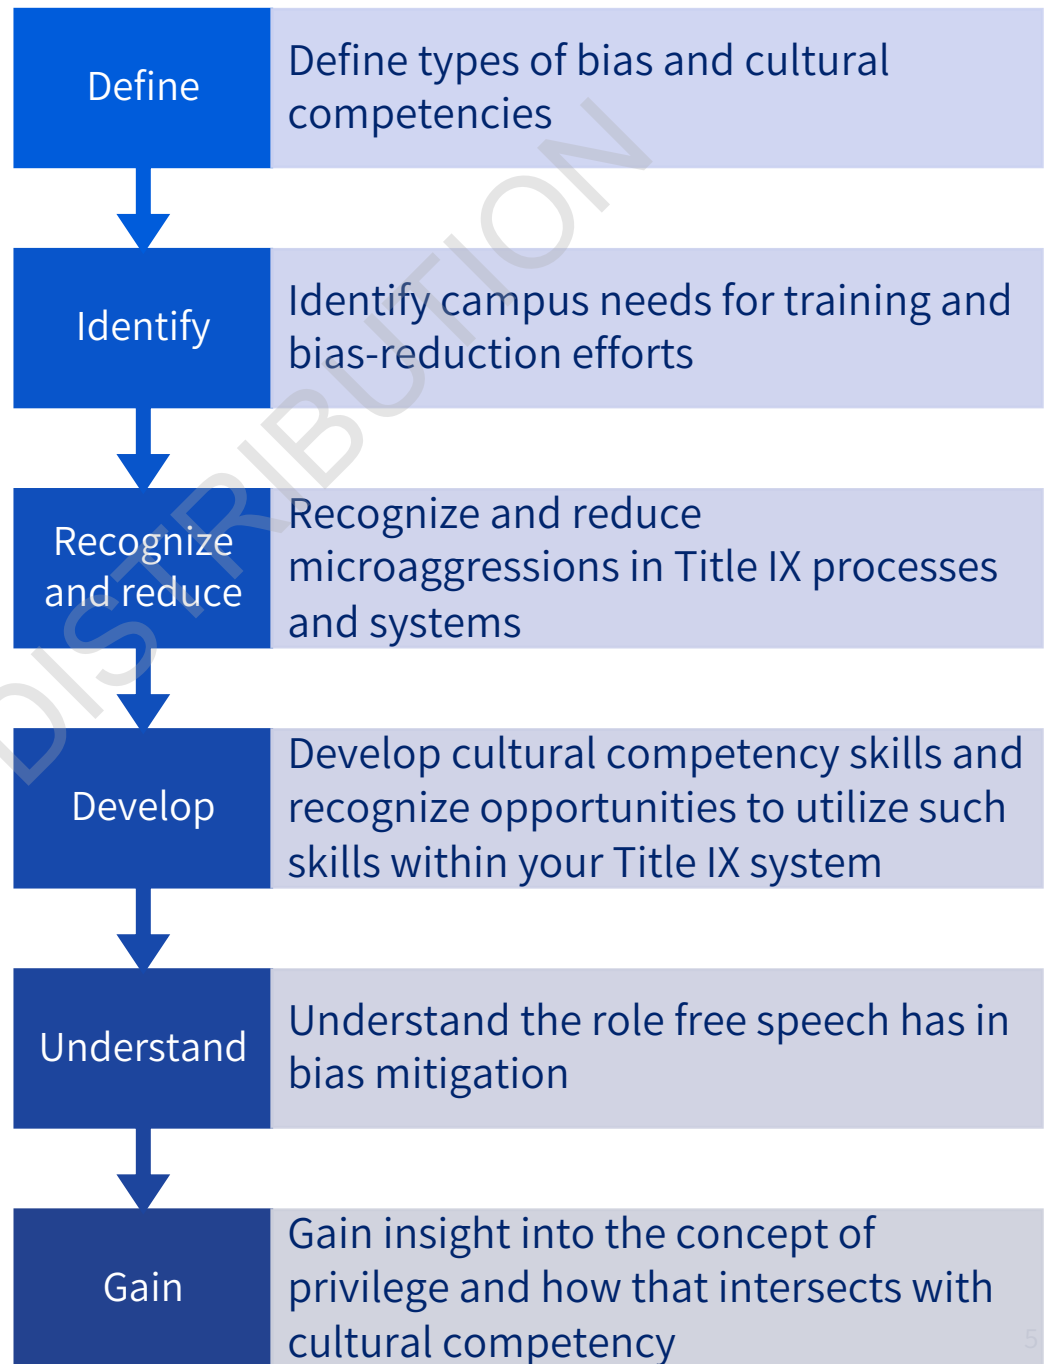 Define
Define types of bias and cultural
competencies
Identify
Identify campus needs for training and
bias-reduction efforts
Recognize
and reduce
Recognize and reduce
microaggressions in Title IX processes
and systems
Develop
Develop cultural competency skills and
recognize opportunities to utilize such
skills within your Title IX system
Understand
Understand the role free speech has in
bias mitigation
Gain
Gain insight into the concept of
privilege and how that intersects with
cultural competency
5
DISTRIBUTION